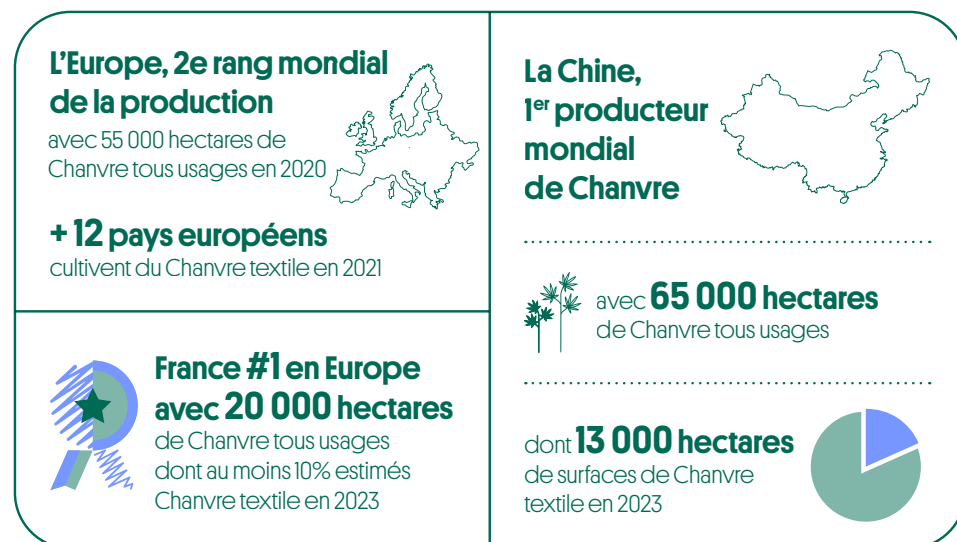 L'Europe, 2e rang mondial
de la production
avec 55 000 hectares de
Chanvre tous usages en 2020
+ 12 pays européens
cultivent du Chanvre textile en 2021
France #1 en Europe
avec 20 000 hectares
de Chanvre tous usages
dont au moins 10% estimés
Chanvre textile en 2023
La Chine,
1er producteur
mondial
de Chanvre
avec 65 000 hectares
de Chanvre tous usages
dont 13 000 hectares
de surfaces de Chanvre
textile en 2023